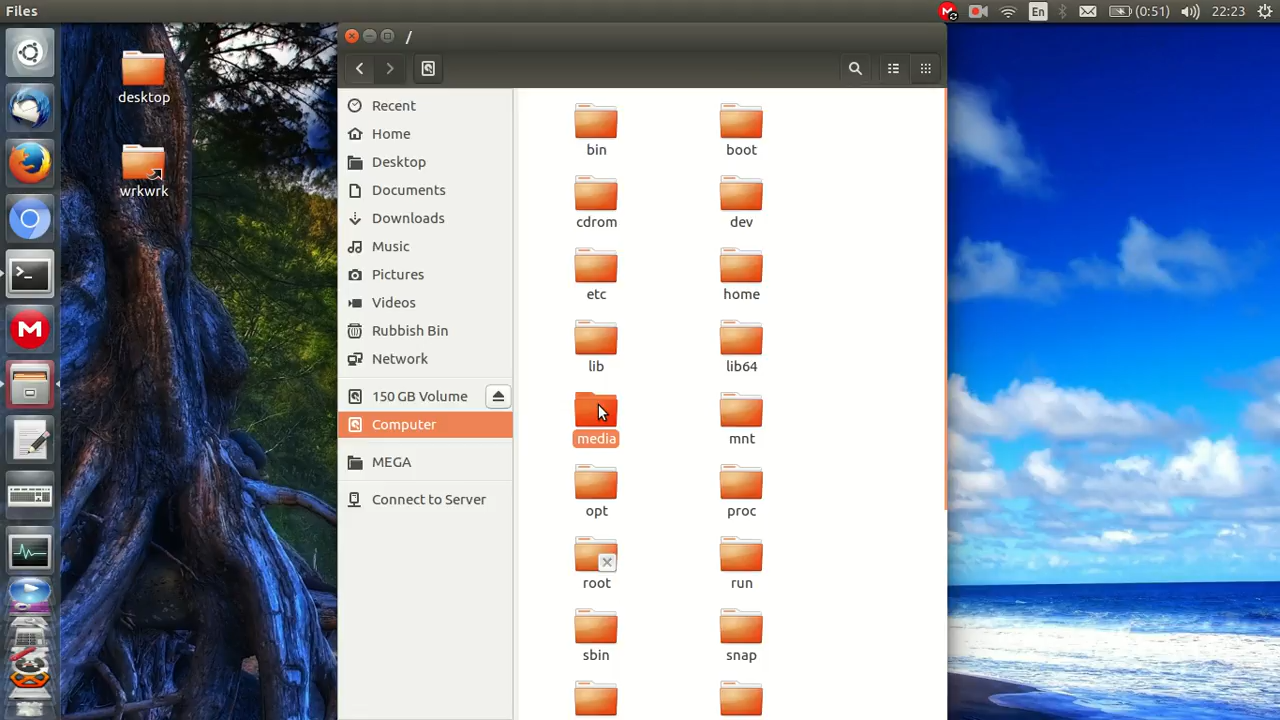 Files
En
(0:51)
22:23
desktop
wrkwrk
/
Recent
Home
Desktop
Documents
Downloads
Music
Pictures
Videos
Rubbish Bin
Network
150 GB Volume
Computer
MEGA
Connect to Server
bin
boot
cdrom
dev
etc
home
lib
lib64
media
mnt
opt
proc
root
run
sbin
snap